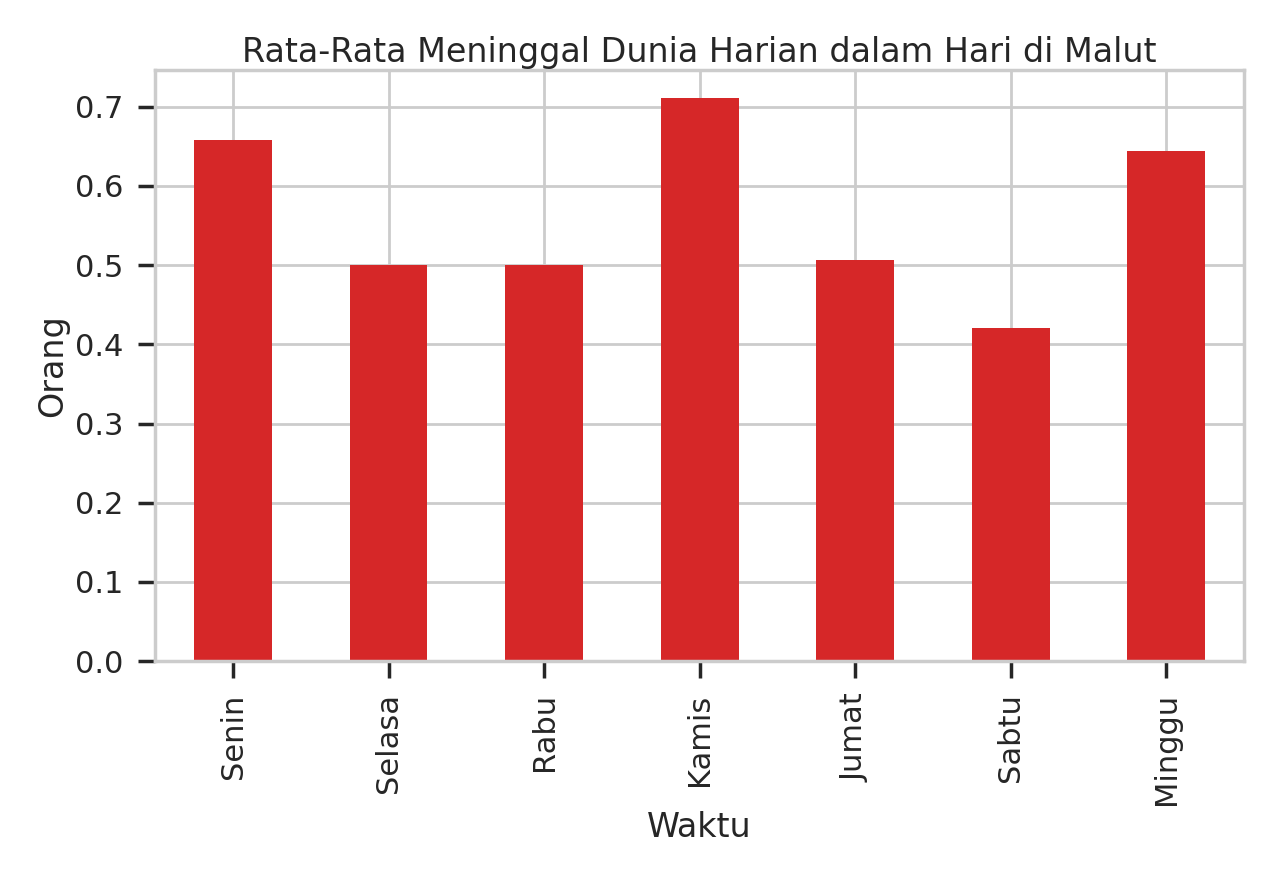 Rata-Rata Meninggal Dunia Harian dalam Hari di Malut
0.7
0.6
0.5
0.4
0.3
0.2
0.1
0.0
Orang
Senin
Selasa
Rabu
Kamis
Jumat
Sabtu
Minggu
Waktu